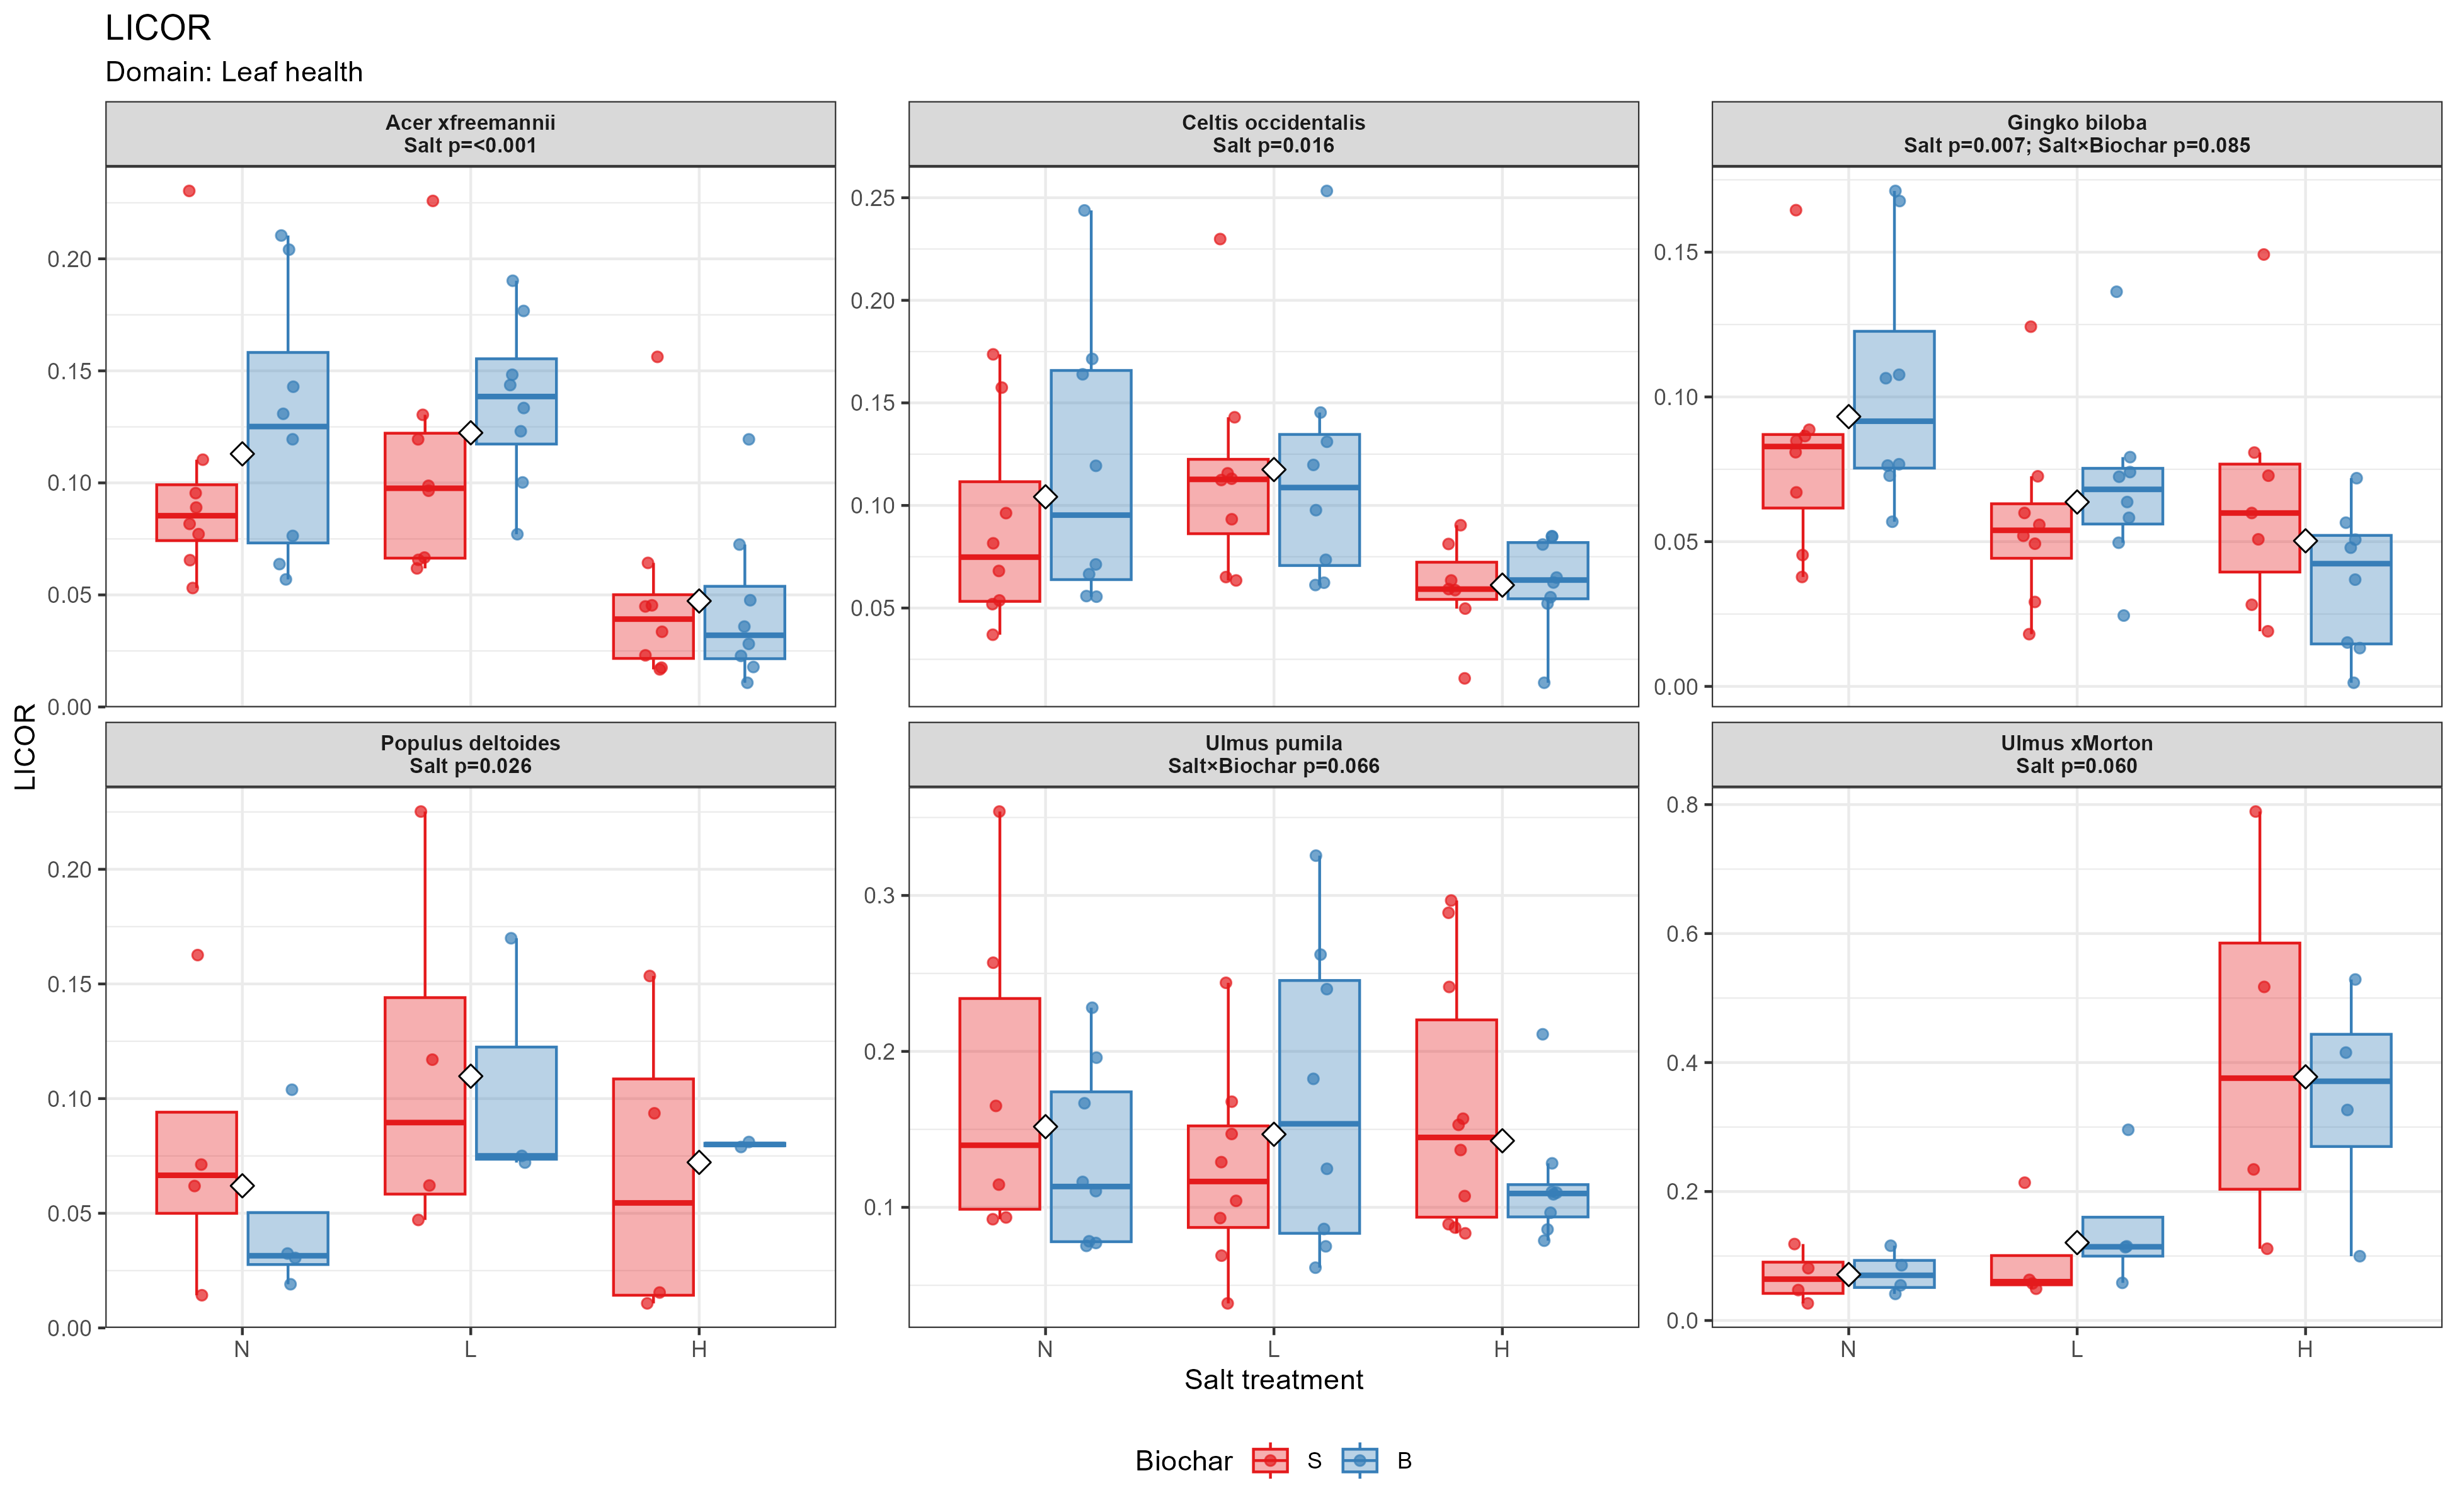 LICOR
Domain: Leaf health
Acer xfreemannii
Salt p=<0.001
Celtis occidentalis
Salt p=0.016
Gingko biloba
Salt p=0.007; Salt×Biochar p=0.085
0.20
0.15
0.10
0.05
0.00
0.25
0.20
0.15
0.10
0.05
0.15
0.10
0.05
0.00
LICOR
Populus deltoides
Salt p=0.026
Ulmus pumila
Salt×Biochar p=0.066
Ulmus xMorton
Salt p=0.060
0.20
0.15
0.10
0.05
0.00
0.3
0.2
0.1
0.8
0.6
0.4
0.2
0.0
N L H
N L H
N L H
Salt treatment
Biochar S B